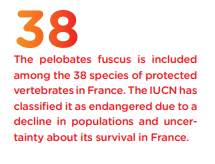 38
The pelobates fuscus is included
among the 38 species of protected
vertebrates in France. The IUCN has
classified it as endangered due to a
decline in populations and uncer-
tainty about its survival in France.